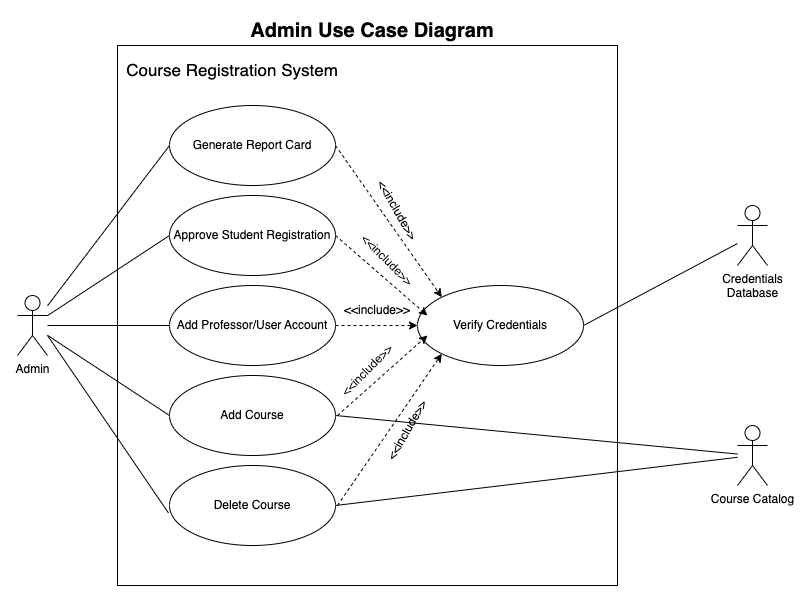 Admin Use Case Diagram
Course Registration System
Generate Report Card
<<include>>
Approve Student Registration
<<include>>
Credentials
Database
<<include>>
Add Professor/User Account
Verify Credentials
Admin
<<include>>
Add Course
<<include>>
Delete Course
Course Catalog